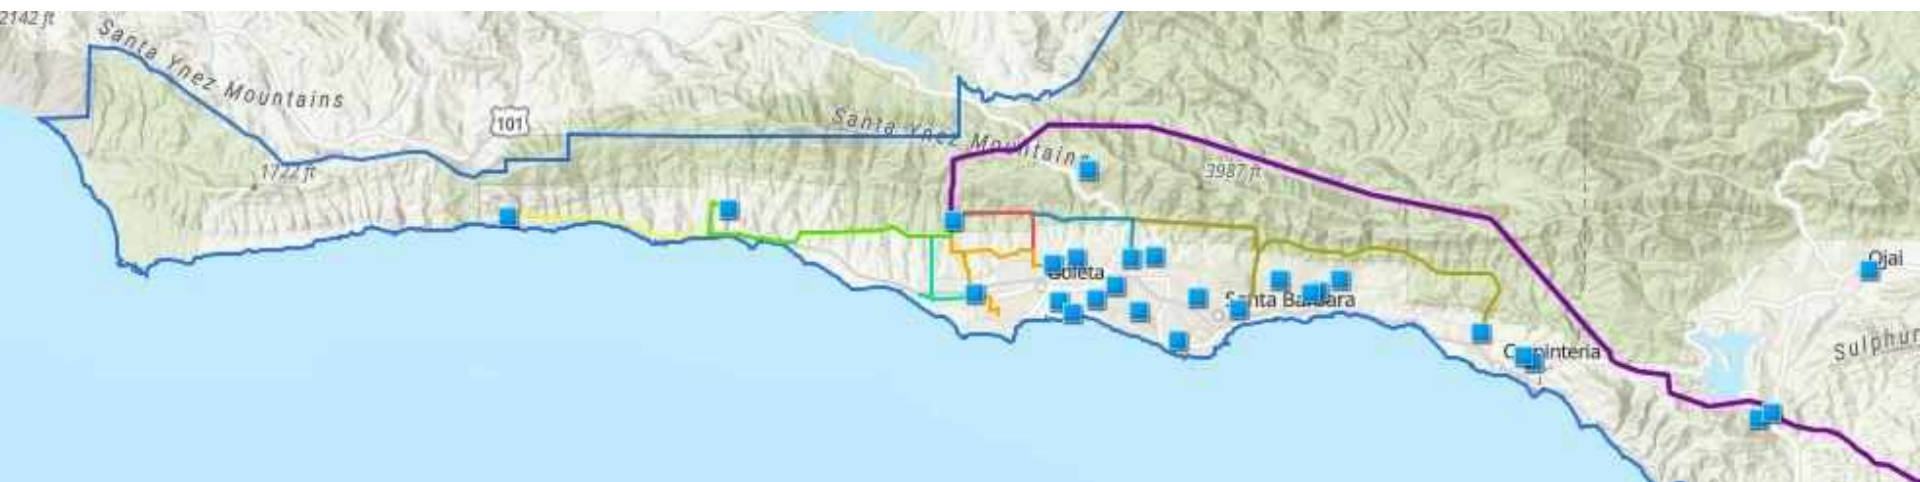 2142 ft
Santa Ynez Mountains
101
Santa Ynez Mountains
1722 ft
3987 ft
Goleta
Ojai
Santa Barbara
Carpinteria
Sulphur